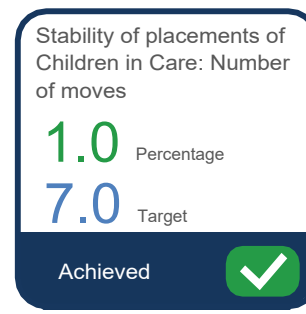 Stability of placements of
Children in Care: Number
of moves
1.0 Percentage
7.0 Target
Achieved